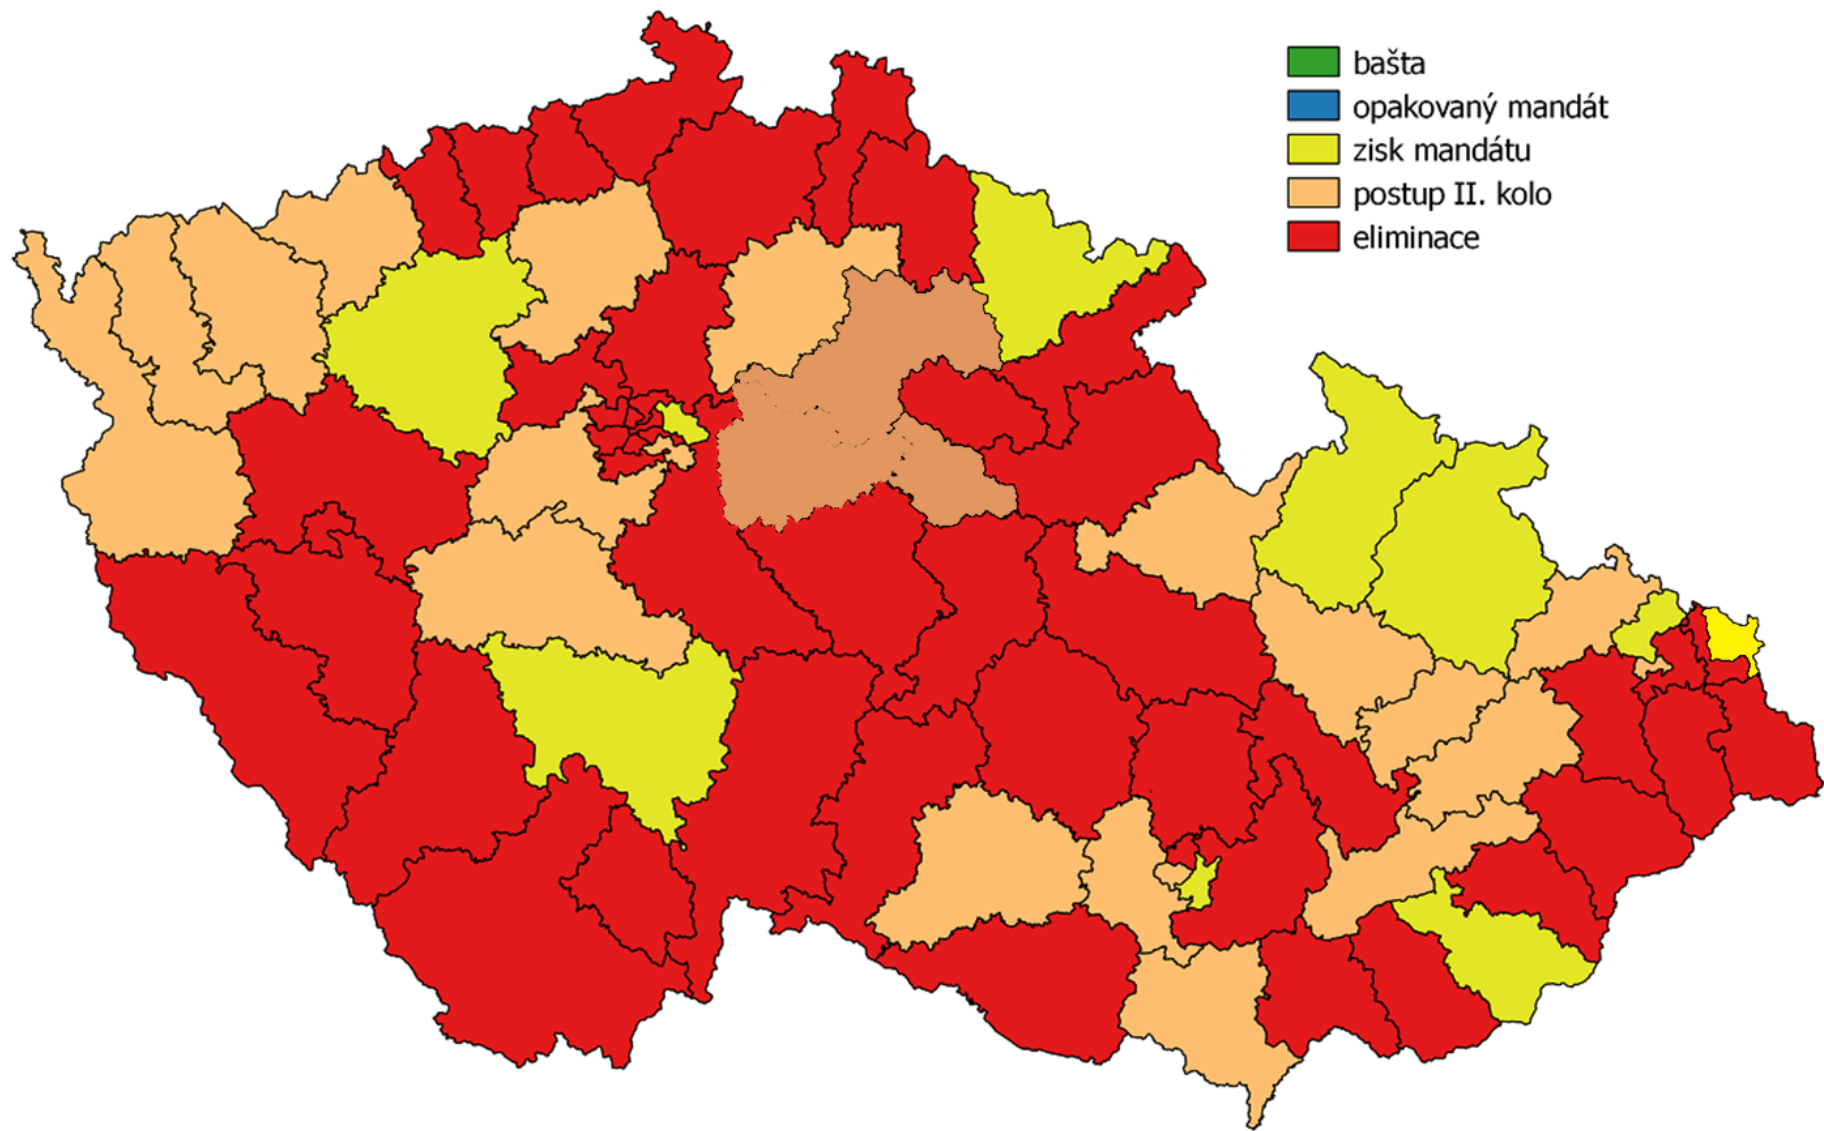 bašta
opakovaný mandát
zisk mandátu
postup II. kolo
eliminace